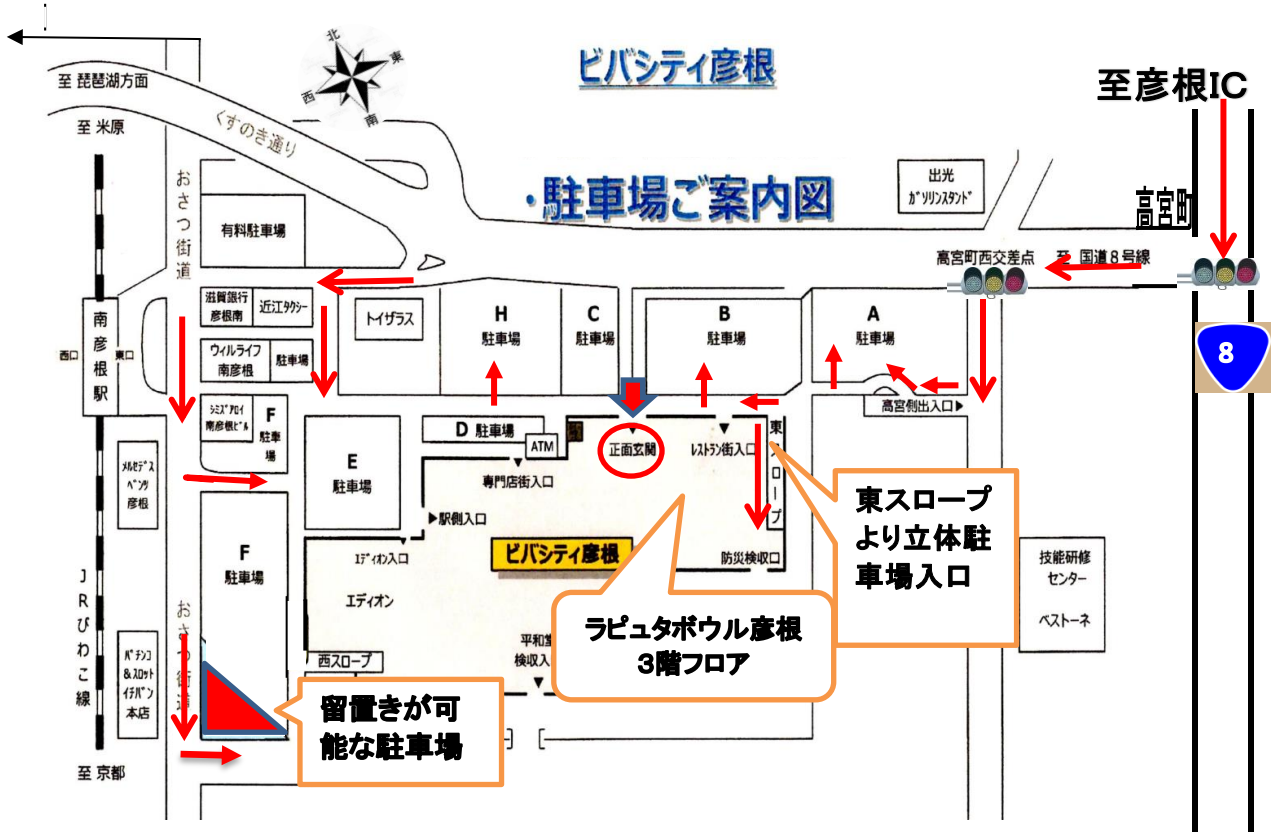 ビバシティ彦根
・駐車場ご案内図
北
東
西
南
至 琵琶湖方面
至 米原
くすのき通り
至彦根IC
高宮町
出光
ガソリンスタンド
高宮町西交差点
至 国道8号線
8
おさつ街道
有料駐車場
滋賀銀行
彦根南
近江タクシー
ウィルライフ
南彦根
駐車場
シミズアロイ
南彦根ビル
F
駐車場
トイザラス
H
駐車場
C
駐車場
B
駐車場
A
駐車場
高宮側出入口▶
南彦根駅
西口
東口
メルセデス
ベンツ
彦根
D 駐車場
ATM
正面玄関
レストラン街入口
東スロープ
E
駐車場
専門店街入口
▶駅側入口
エディオン入口
ビバシティ彦根
防災検収口
東スロープ
より立体駐
車場入口
技能研修
センター
ベストーネ
F
駐車場
エディオン
ラピュタボウル彦根
3階フロア
平和堂
検収入
西スロープ
JRびわこ線
おさつ街道
パチンコ
&スロット
イチバン
本店
留置きが可
能な駐車場
至 京都